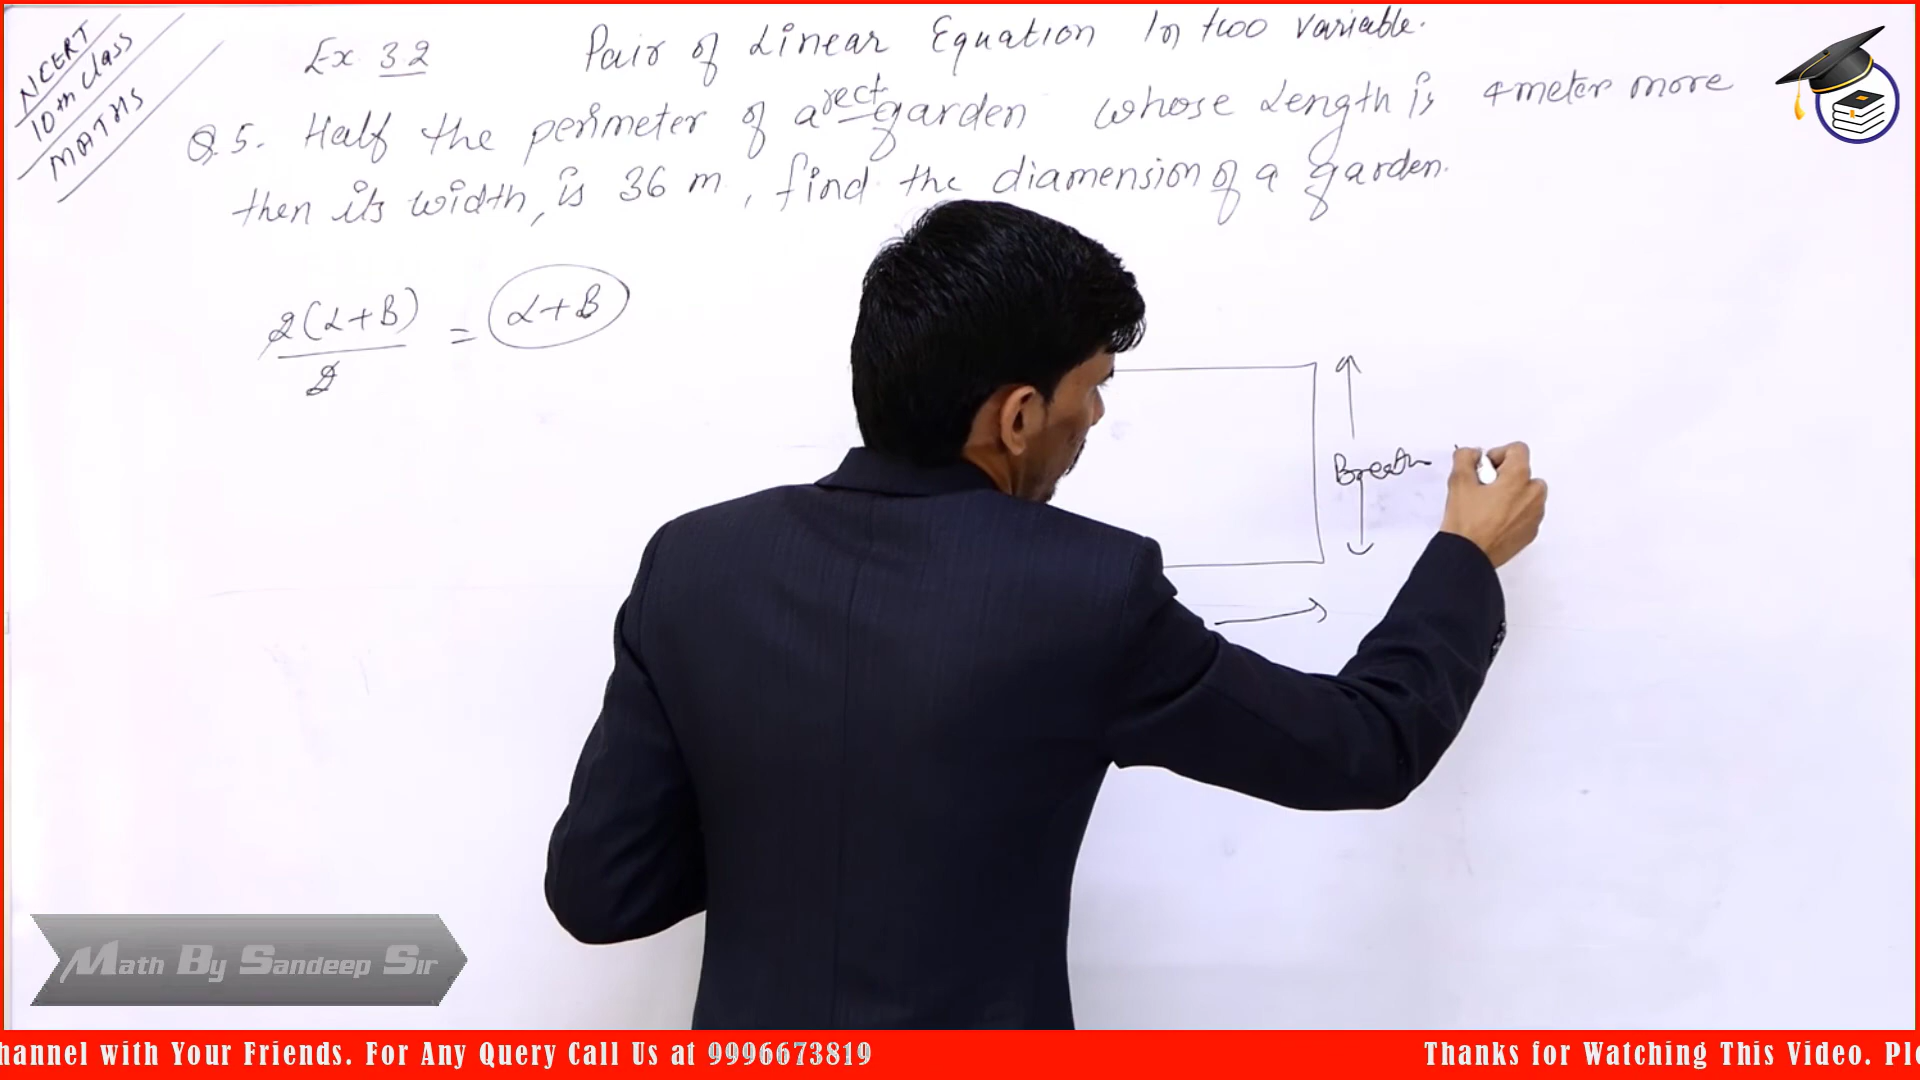 NCERT
10th Class
MATHS
Ex 3.2 Pair of Linear Equation In two variable.
Q.5. Half the perimeter of a rect garden whose Length is 4 meter more
then its width, is 36 m, find the diamension of a garden.
2(L+B) = L+B
2
Breath
Math By Sandeep Sir
hannel with Your Friends. For Any Query Call Us at 9996673819
Thanks for Watching This Video. Ple